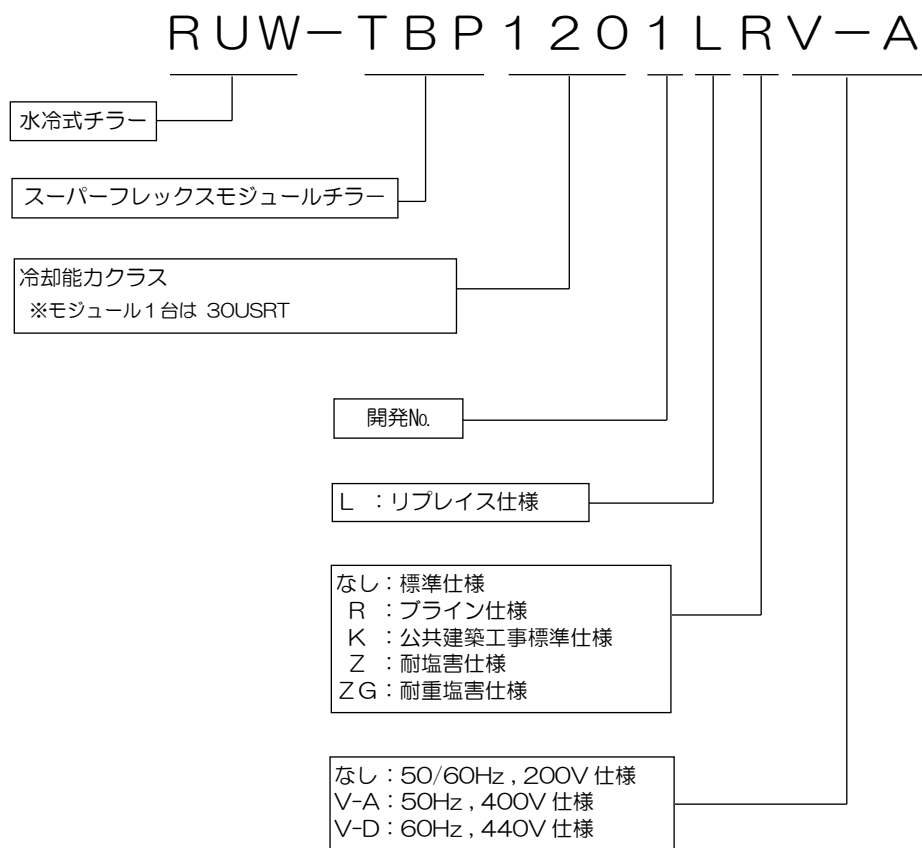 RUW－TBP1201LRV－A
水冷式チラー
スーパーフレックスモジュールチラー
冷却能力クラス
※モジュール１台は 30USRT
開発№.
L ：リプレイス仕様
なし：標準仕様
R ：ブライン仕様
K ：公共建築工事標準仕様
Z ：耐塩害仕様
ZG：耐重塩害仕様
なし：50/60Hz , 200V 仕様
V-A：50Hz , 400V 仕様
V-D：60Hz , 440V 仕様